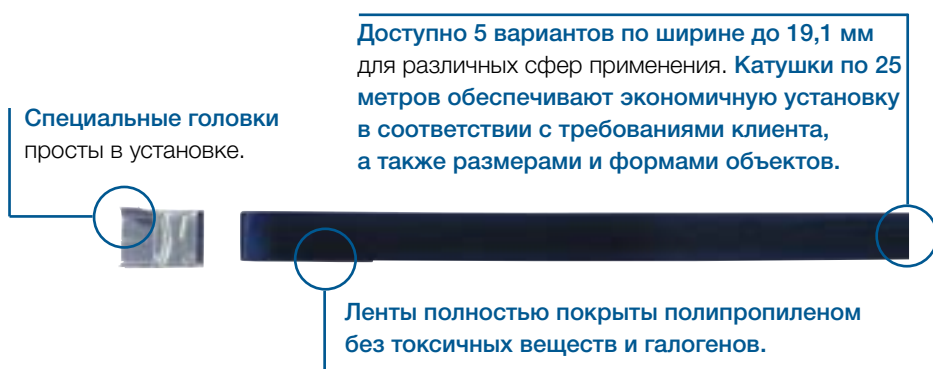 Доступно 5 вариантов по ширине до 19,1 мм
для различных сфер применения. Катушки по 25
метров обеспечивают экономичную установку
в соответствии с требованиями клиента,
а также размерами и формами объектов.
Специальные головки
просты в установке.
Ленты полностью покрыты полипропиленом
без токсичных веществ и галогенов.